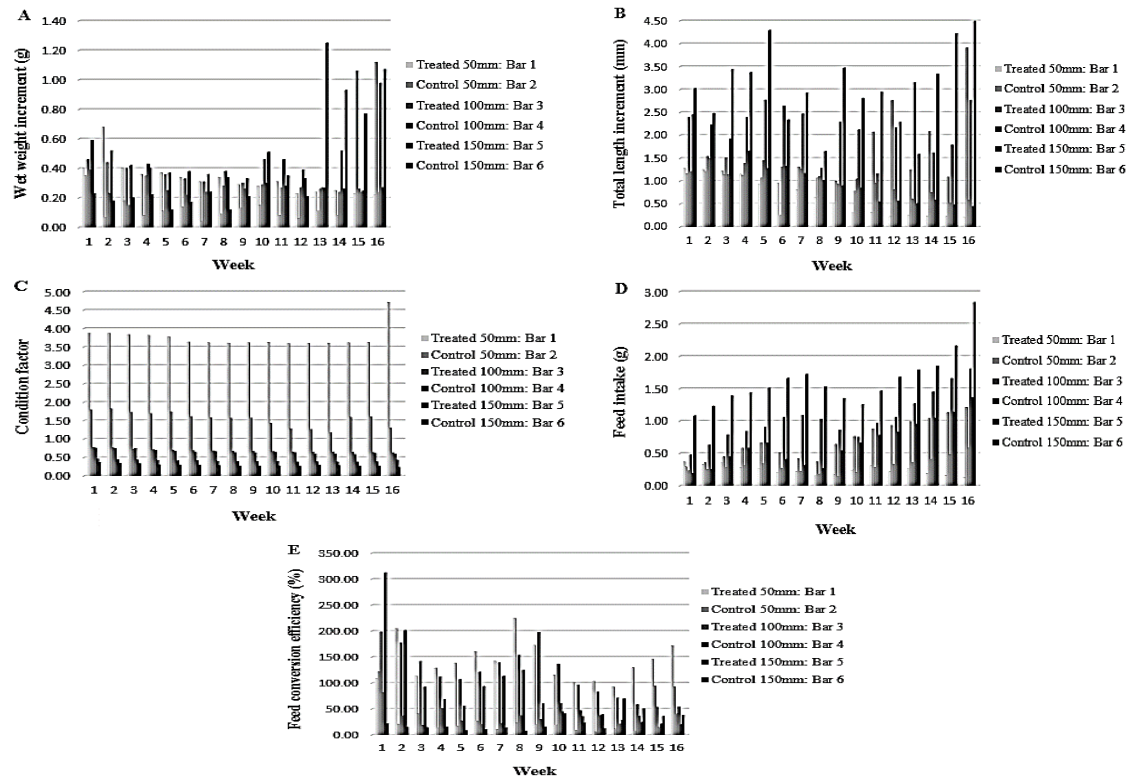 A
Wet weight increment (g)
1.40
1.20
1.00
0.80
0.60
0.40
0.20
0.00
1 2 3 4 5 6 7 8 9 10 11 12 13 14 15 16
Week
Treated 50mm: Bar 1
Control 50mm: Bar 2
Treated 100mm: Bar 3
Control 100mm: Bar 4
Treated 150mm: Bar 5
Control 150mm: Bar 6
B
Total length increment (mm)
4.50
4.00
3.50
3.00
2.50
2.00
1.50
1.00
0.50
0.00
1 2 3 4 5 6 7 8 9 10 11 12 13 14 15 16
Week
Treated 50mm: Bar 1
Control 50mm: Bar 2
Treated 100mm: Bar 3
Control 100mm: Bar 4
Treated 150mm: Bar 5
Control 150mm: Bar 6
C
Condition factor
5.00
4.50
4.00
3.50
3.00
2.50
2.00
1.50
1.00
0.50
0.00
1 2 3 4 5 6 7 8 9 10 11 12 13 14 15 16
Week
Treated 50mm: Bar 1
Control 50mm: Bar 2
Treated 100mm: Bar 3
Control 100mm: Bar 4
Treated 150mm: Bar 5
Control 150mm: Bar 6
D
Feed intake (g)
3.00
2.50
2.00
1.50
1.00
0.50
0.00
1 2 3 4 5 6 7 8 9 10 11 12 13 14 15 16
Week
Treated 50mm: Bar 1
Control 50mm: Bar 2
Treated 100mm: Bar 3
Control 100mm: Bar 4
Treated 150mm: Bar 5
Control 150mm: Bar 6
E
Feed conversion efficiency (%)
350.00
300.00
250.00
200.00
150.00
100.00
50.00
0.00
1 2 3 4 5 6 7 8 9 10 11 12 13 14 15 16
Week
Treated 50mm: Bar 1
Control 50mm: Bar 2
Treated 100mm: Bar 3
Control 100mm: Bar 4
Treated 150mm: Bar 5
Control 150mm: Bar 6